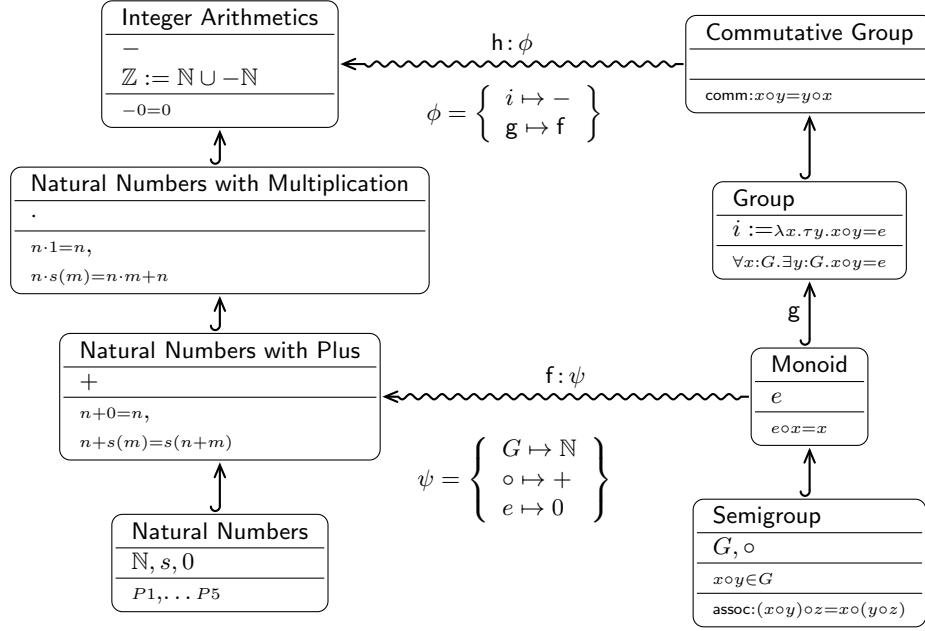 Integer Arithmetics
−
ℤ := ℕ ∪ −ℕ
−0=0
h: ϕ
ϕ = { i ↦ −
g ↦ f }
Commutative Group
comm:x∘y=y∘x
Natural Numbers with Multiplication
·
n·1=n,
n·s(m)=n·m+n
Group
i :=λx.τy.x∘y=e
∀x:G.∃y:G.x∘y=e
g
Natural Numbers with Plus
+
n+0=n,
n+s(m)=s(n+m)
f: ψ
ψ = { G ↦ ℕ
∘ ↦ +
e ↦ 0 }
Monoid
e
e∘x=x
Natural Numbers
ℕ, s, 0
P1,... P5
Semigroup
G, ∘
x∘y∈G
assoc:(x∘y)∘z=x∘(y∘z)